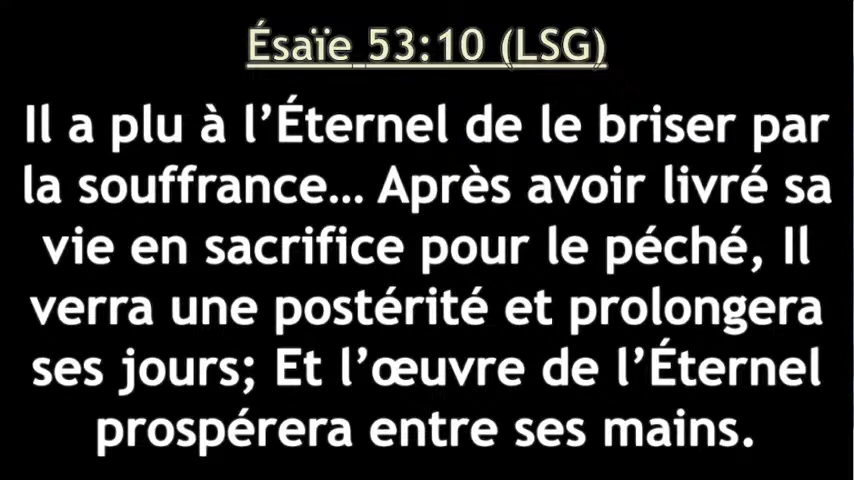 Ésaïe 53:10 (LSG)
Il a plu à l’Éternel de le briser par
la souffrance… Après avoir livré sa
vie en sacrifice pour le péché, Il
verra une postérité et prolongera
ses jours; Et l’œuvre de l’Éternel
prospérera entre ses mains.